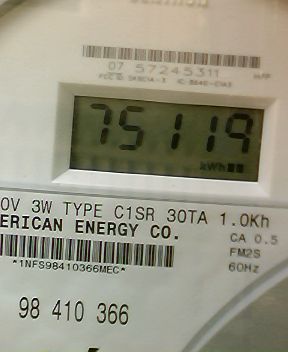 07 57245311
75119
kWh
0V 3W TYPE C1SR 30TA 1.0Kh
ERICAN ENERGY CO.
CA 0.5
FM2S
*1NFS98410366MEC*
60Hz
98 410 366